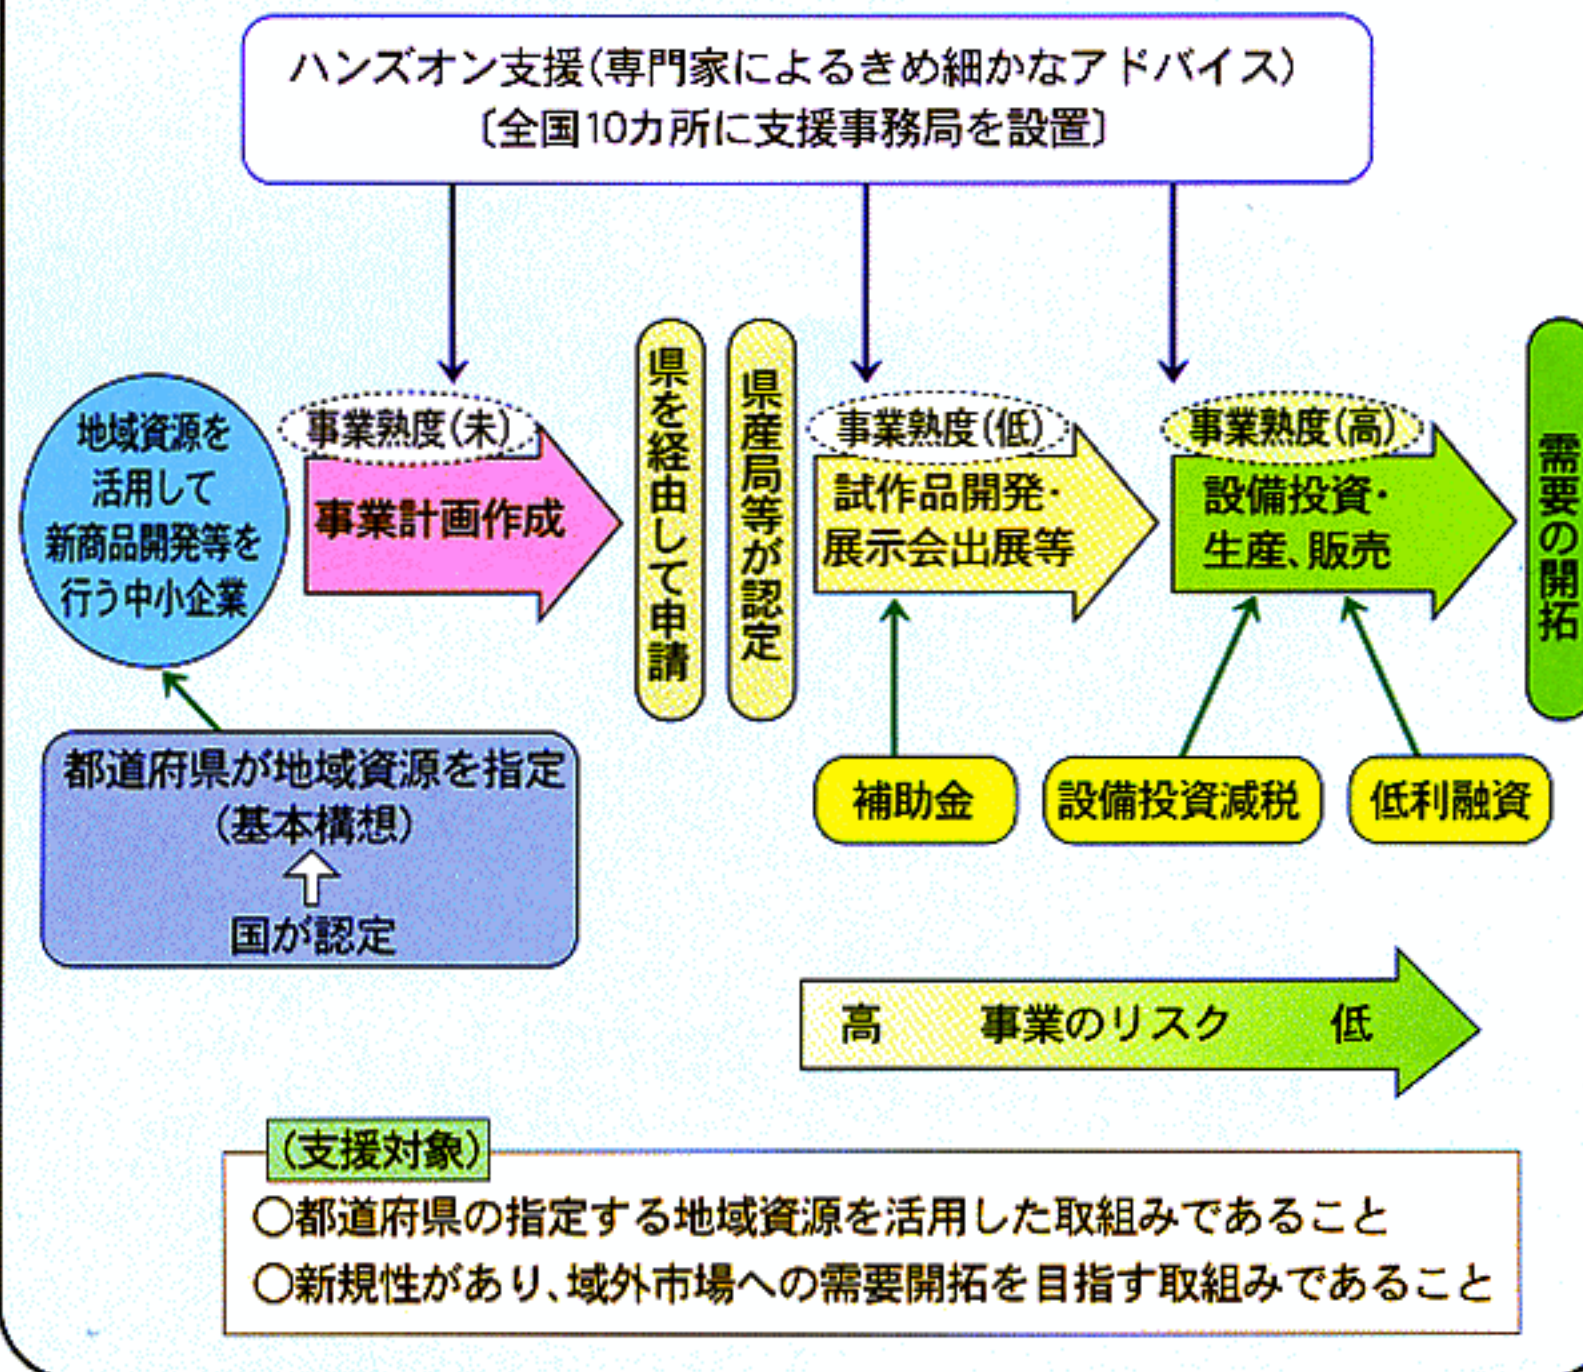 ハンズオン支援(専門家によるきめ細かなアドバイス)
〔全国10カ所に支援事務局を設置〕
地域資源を
活用して
新商品開発等を
行う中小企業
事業熟度(未)
事業計画作成
県を経由して申請
県産局等が認定
事業熟度(低)
試作品開発・
展示会出展等
事業熟度(高)
設備投資・
生産、販売
需要の開拓
都道府県が地域資源を指定
(基本構想)
国が認定
補助金
設備投資減税
低利融資
高 事業のリスク 低
(支援対象)
○都道府県の指定する地域資源を活用した取組みであること
○新規性があり、域外市場への需要開拓を目指す取組みであること